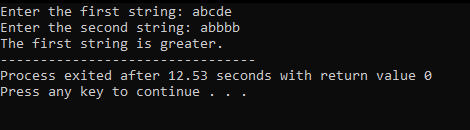 Enter the first string: abcde
Enter the second string: abbbb
The first string is greater.
--------------------------------
Process exited after 12.53 seconds with return value 0
Press any key to continue . . .